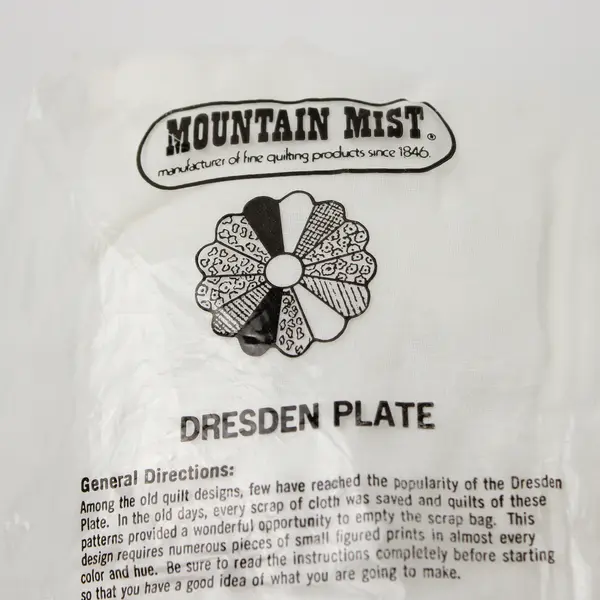 MOUNTAIN MIST®
manufacturer of fine quilting products since 1846.
DRESDEN PLATE
General Directions:
Among the old quilt designs, few have reached the popularity of the Dresden
Plate. In the old days, every scrap of cloth was saved and quilts of these
patterns provided a wonderful opportunity to empty the scrap bag. This
design requires numerous pieces of small figured prints in almost every
color and hue. Be sure to read the instructions completely before starting
so that you have a good idea of what you are going to make.